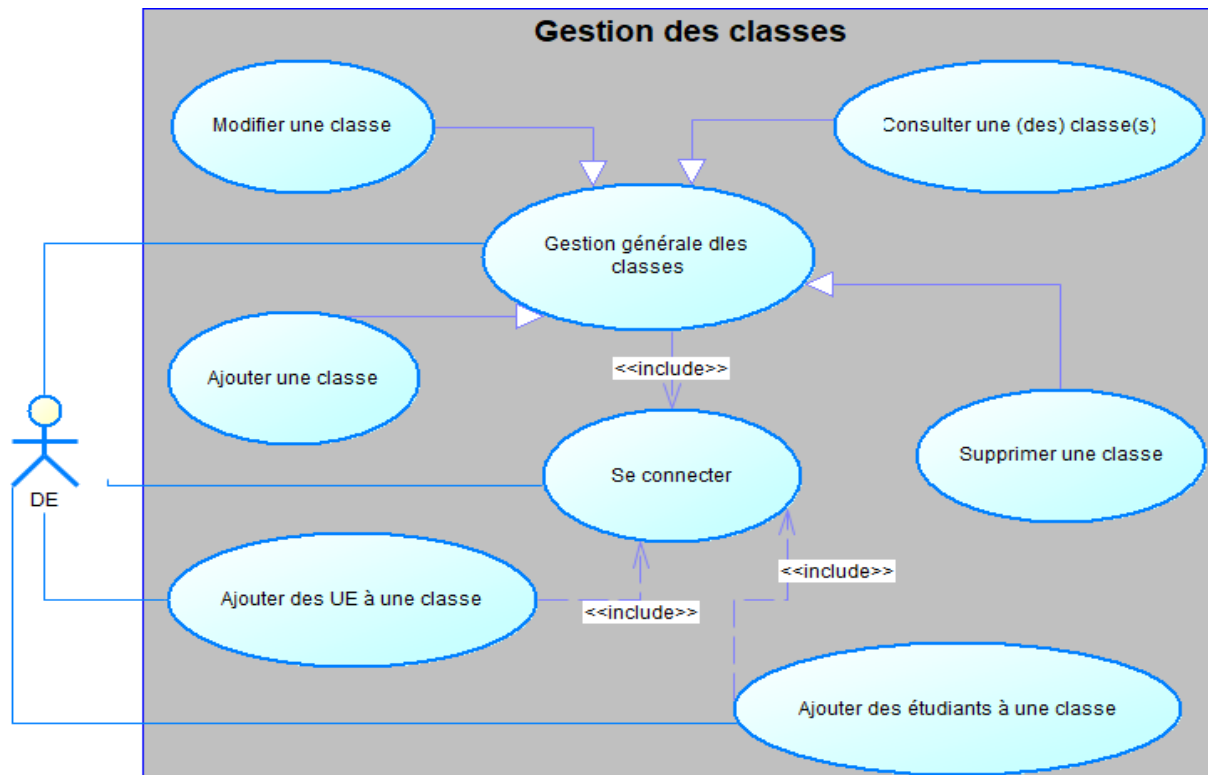 Gestion des classes
Modifier une classe
Consulter une (des) classe(s)
Gestion générale dles
classes
Ajouter une classe
<<include>>
Se connecter
Supprimer une classe
DE
<<include>>
Ajouter des UE à une classe
<<include>>
Ajouter des étudiants à une classe